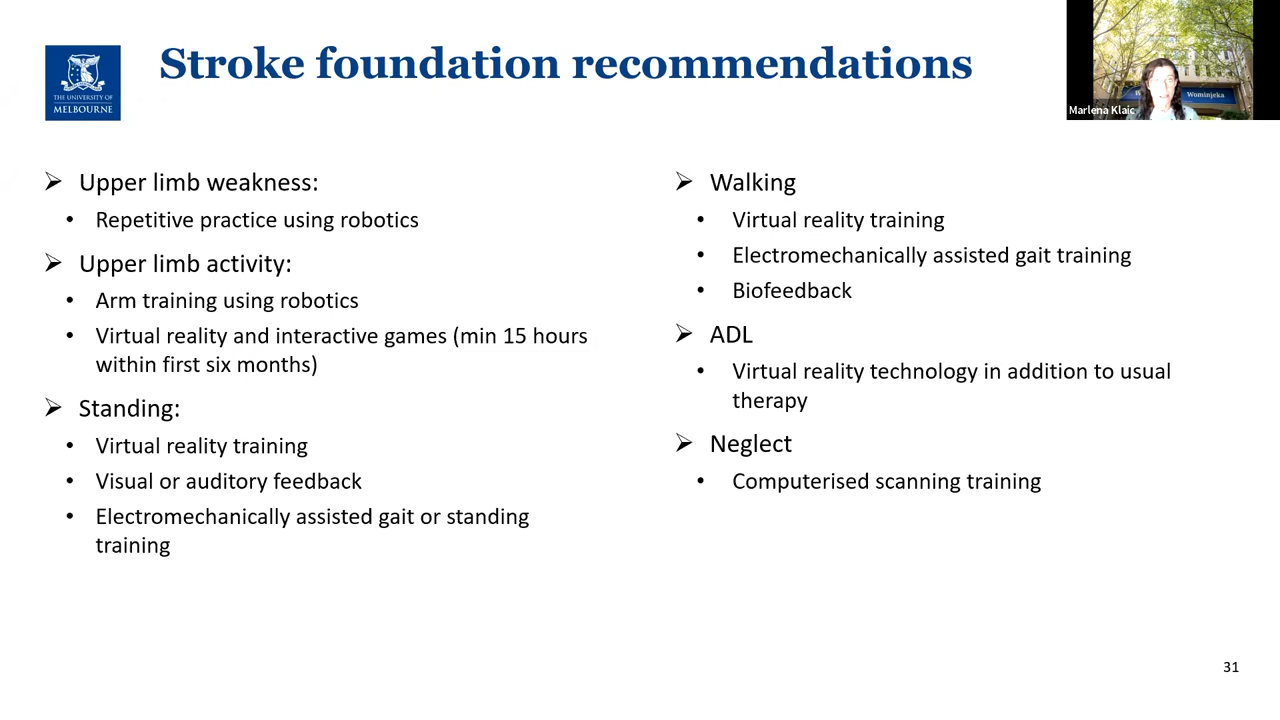 Stroke foundation recommendations
THE UNIVERSITY OF
MELBOURNE
Wominjeka
Marlena Klaic
➢ Upper limb weakness:
• Repetitive practice using robotics
➢ Upper limb activity:
• Arm training using robotics
• Virtual reality and interactive games (min 15 hours
within first six months)
➢ Standing:
• Virtual reality training
• Visual or auditory feedback
• Electromechanically assisted gait or standing
training
➢ Walking
• Virtual reality training
• Electromechanically assisted gait training
• Biofeedback
➢ ADL
• Virtual reality technology in addition to usual
therapy
➢ Neglect
• Computerised scanning training
31